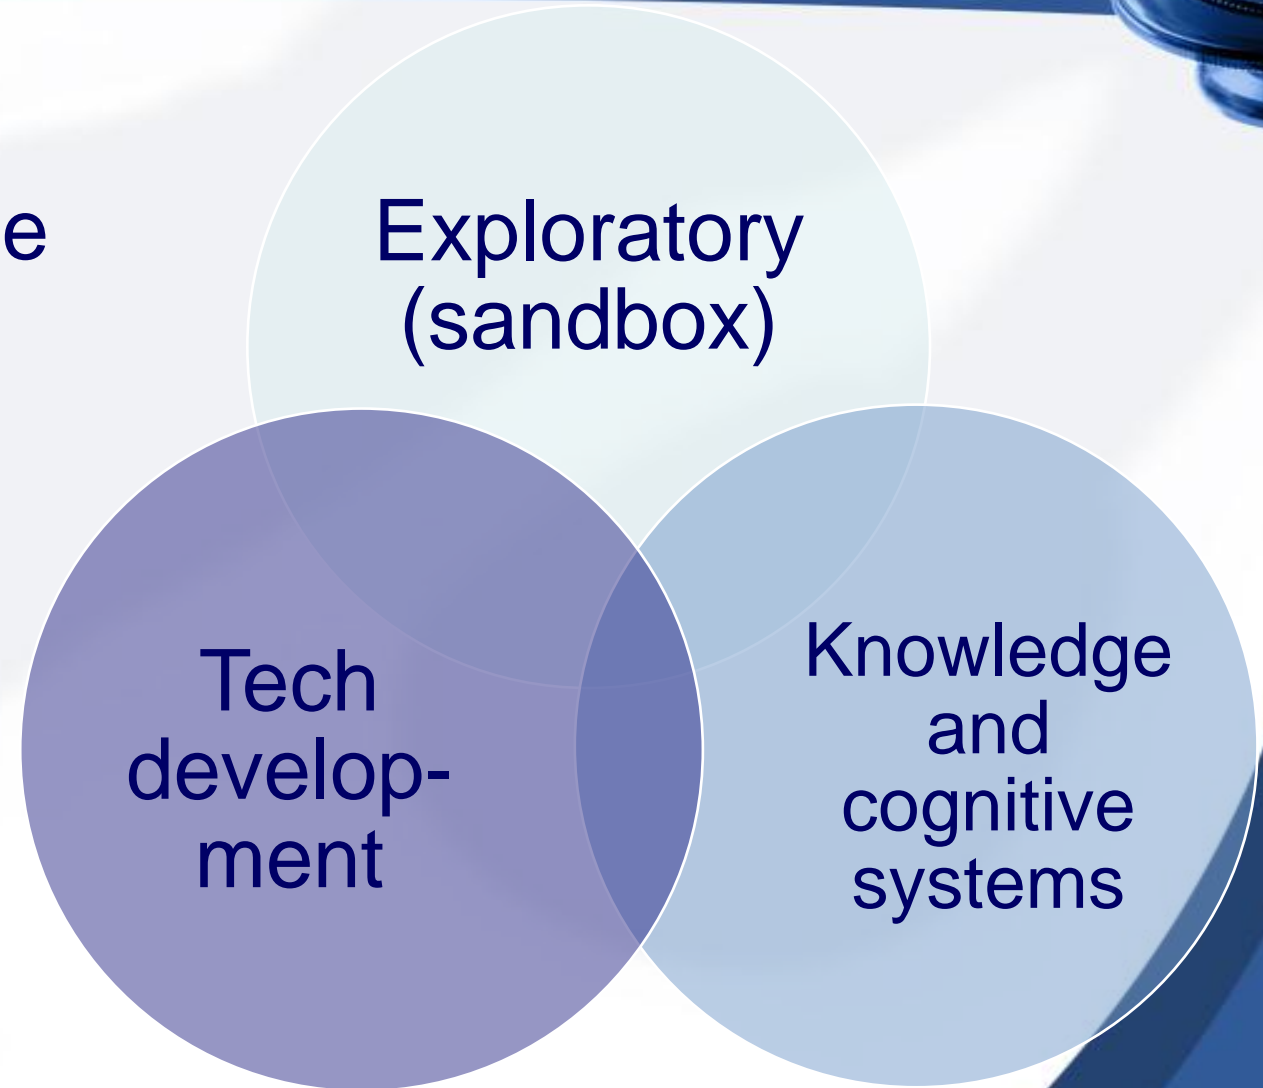 e
Exploratory
(sandbox)
Tech
develop-
ment
Knowledge
and
cognitive
systems